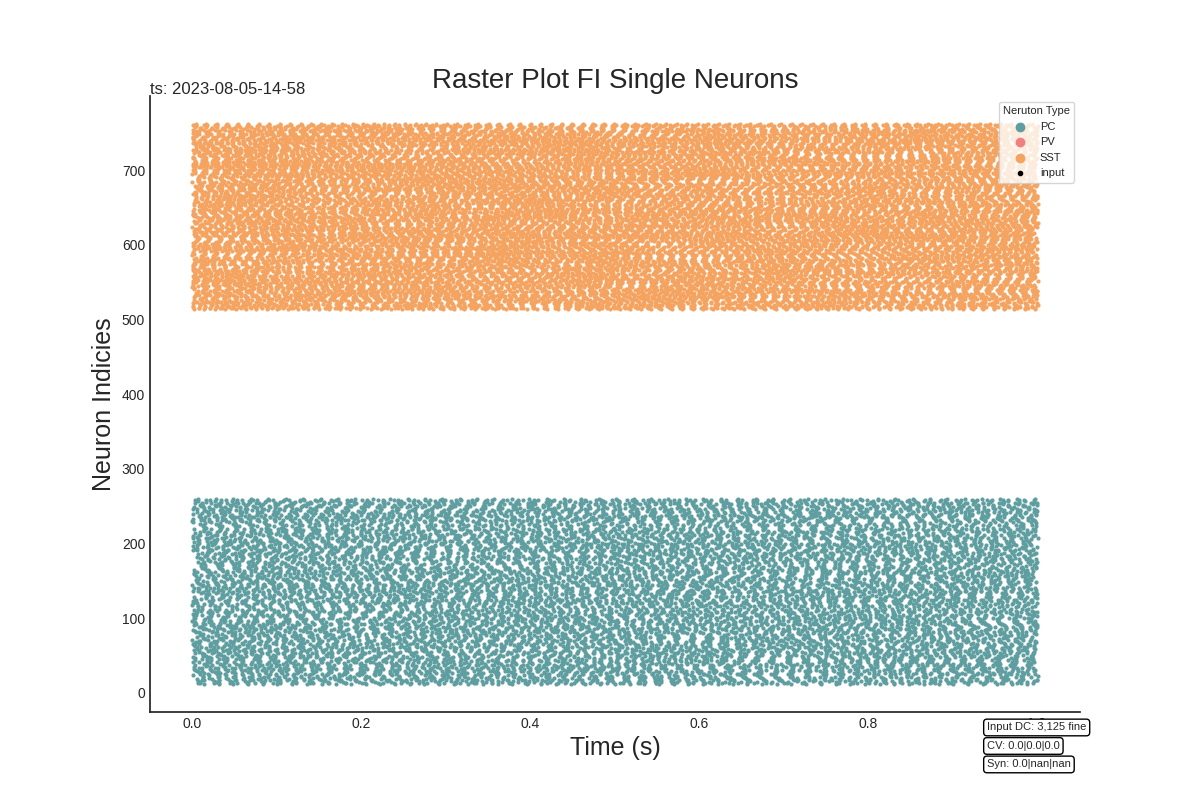 Raster Plot FI Single Neurons
ts: 2023-08-05-14-58
Neruton Type
PC
PV
SST
input
Neuron Indicies
700
600
500
400
300
200
100
0
0.0
0.2
0.4
0.6
0.8
Time (s)
Input DC: 3,125 fine
CV: 0.0|0.0|0.0
Syn: 0.0|nan|nan